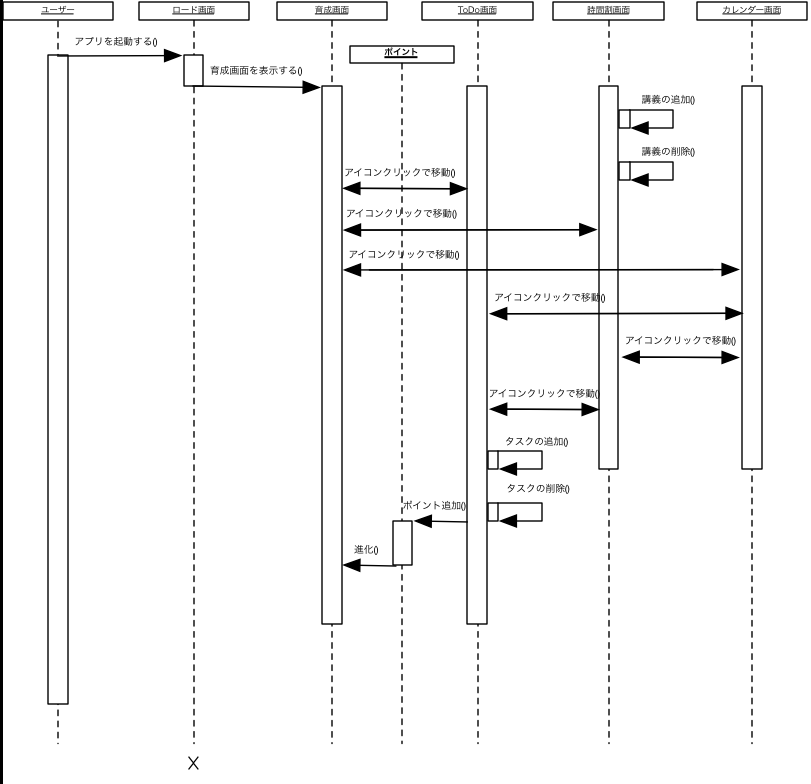 ユーザー
ロード画面
育成画面
ToDo画面
時間割画面
カレンダー画面
アプリを起動する()
ポイント
育成画面を表示する()
講義の追加()
講義の削除()
アイコンクリックで移動()
アイコンクリックで移動()
アイコンクリックで移動()
アイコンクリックで移動()
アイコンクリックで移動()
アイコンクリックで移動()
タスクの追加()
タスクの削除()
ポイント追加()
進化()